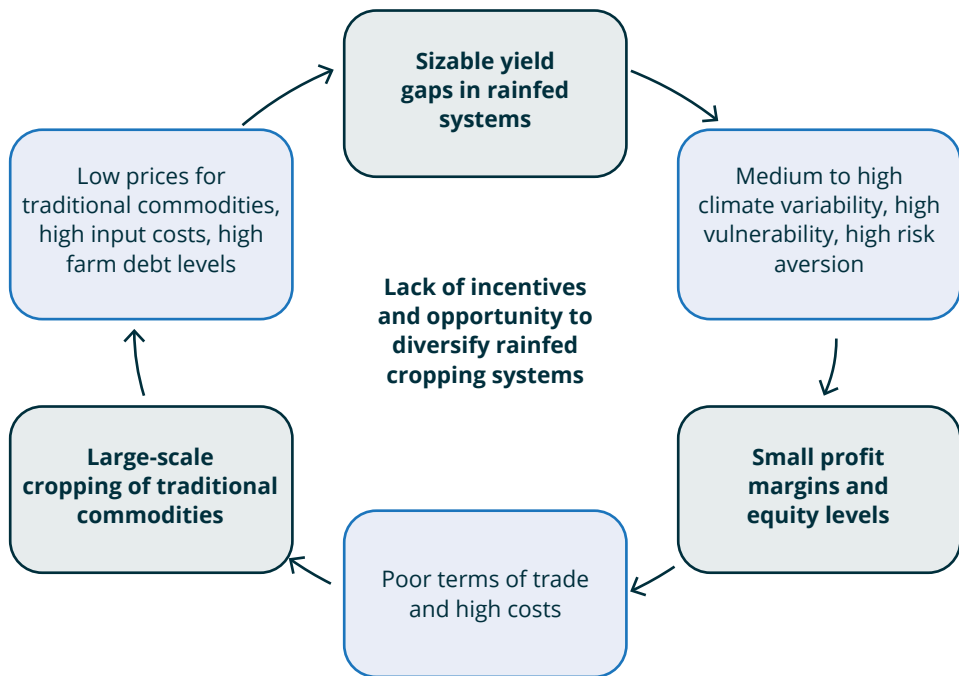 Sizable yield
gaps in rainfed
systems
Medium to high
climate variability, high
vulnerability, high risk
aversion
Small profit
margins and
equity levels
Poor terms of trade
and high costs
Large-scale
cropping of traditional
commodities
Low prices for
traditional commodities,
high input costs, high
farm debt levels
Lack of incentives
and opportunity to
diversify rainfed
cropping systems